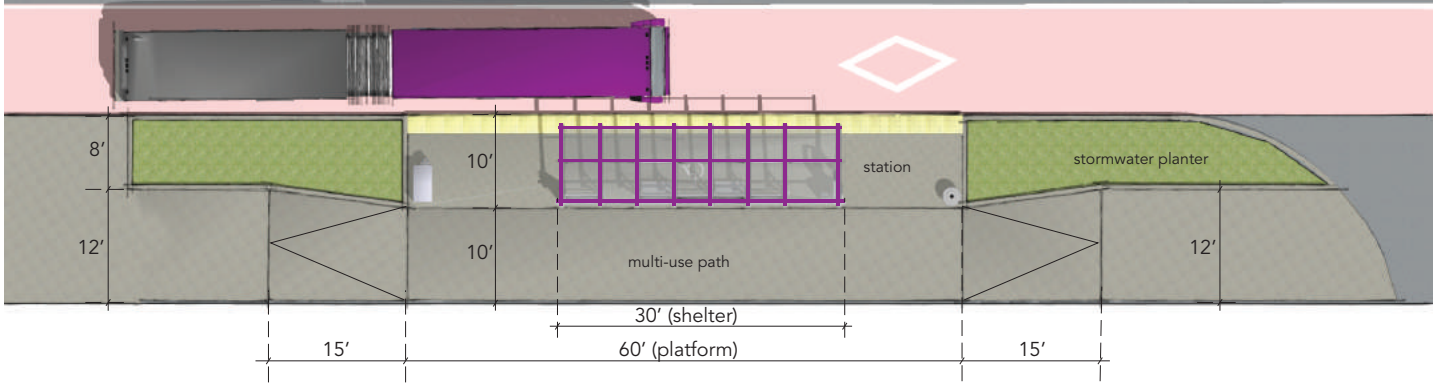 8’
10’
station
stormwater planter
12’
10’
multi-use path
12’
30’ (shelter)
15’
60’ (platform)
15’